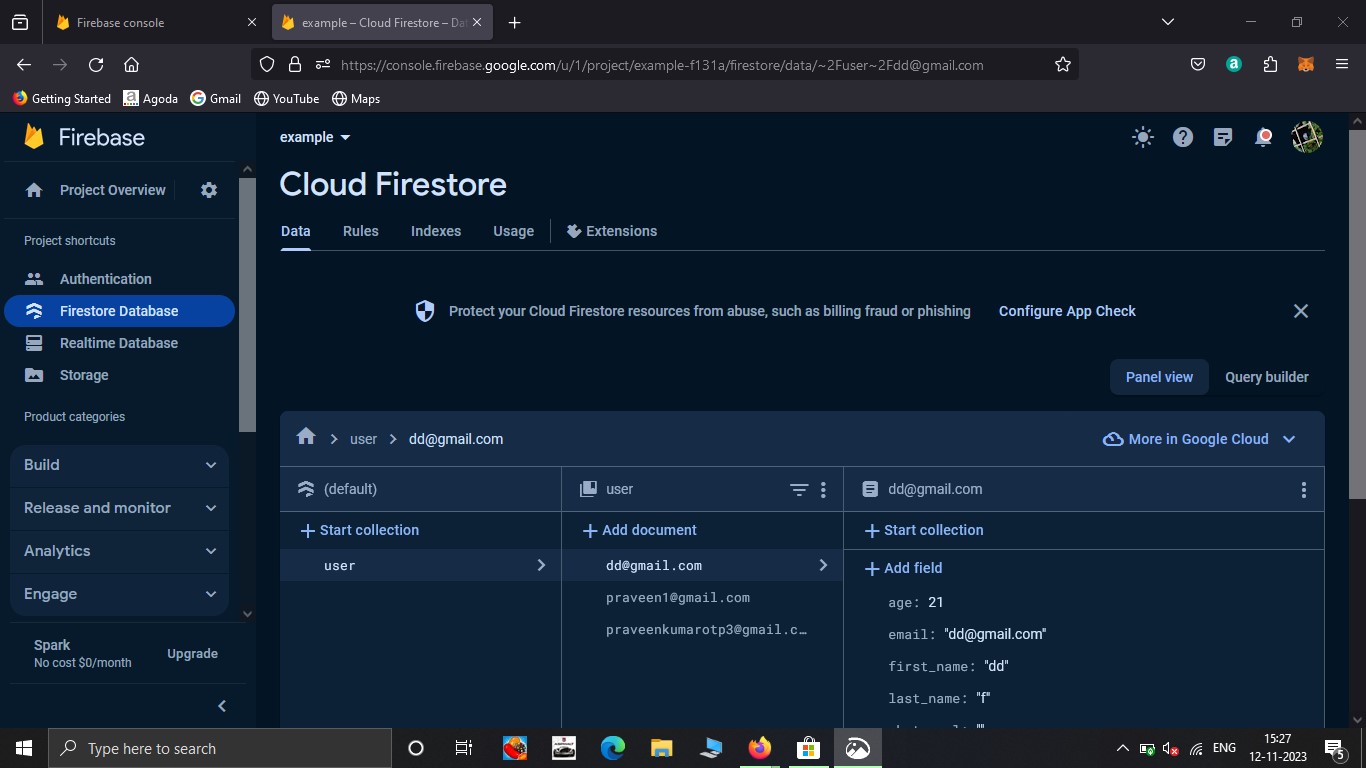 Firebase console
example – Cloud Firestore – Dat
https://console.firebase.google.com/u/1/project/example-f131a/firestore/data/~2Fuser~2Fdd@gmail.com
Getting Started Agoda Gmail YouTube Maps
Firebase
example
Project Overview
Cloud Firestore
Project shortcuts
Data Rules Indexes Usage Extensions
Authentication
Firestore Database
Protect your Cloud Firestore resources from abuse, such as billing fraud or phishing Configure App Check
Realtime Database
Storage
Panel view Query builder
Product categories
user dd@gmail.com More in Google Cloud
Build
(default) user dd@gmail.com
Release and monitor
Start collection Add document Start collection
Analytics
user dd@gmail.com Add field
Engage
praveen1@gmail.com age: 21
praveenkumarotp3@gmail.c… email: "dd@gmail.com"
Spark
No cost $0/month
Upgrade
first_name: "dd"
last_name: "f"
Type here to search
ENG
15:27
12-11-2023
5